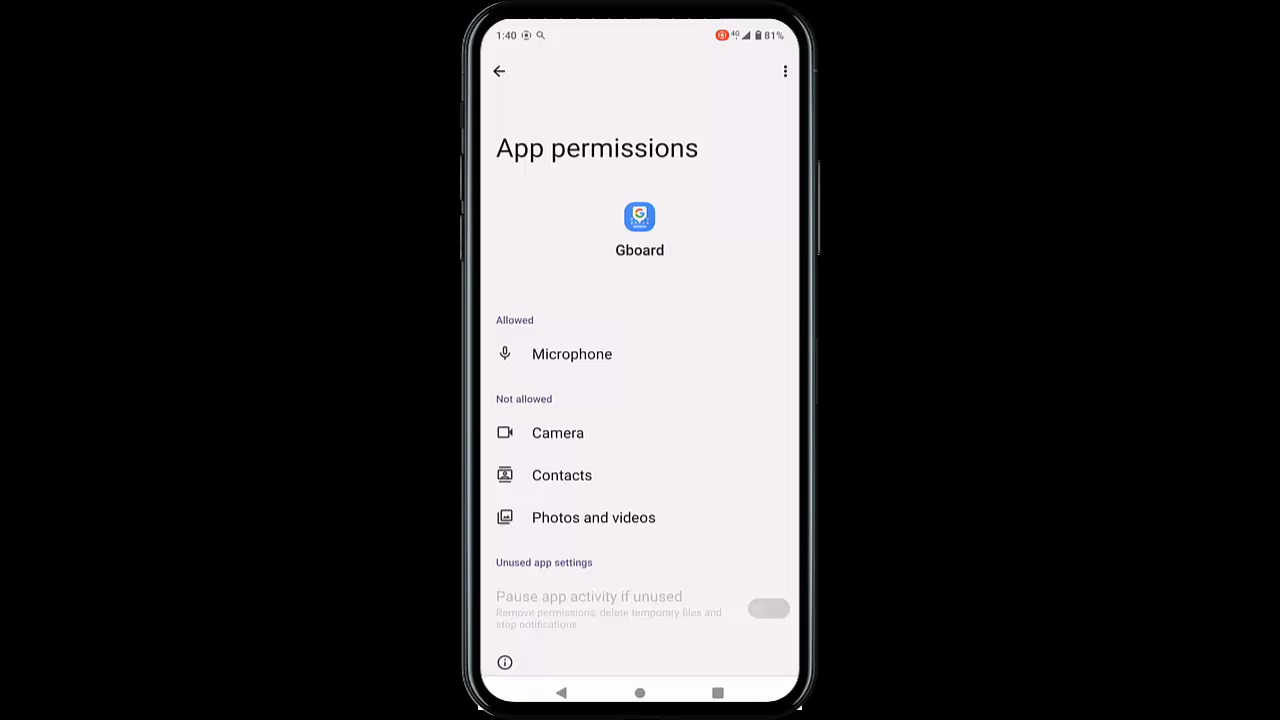 1:40 4G 81%
App permissions
Gboard
Allowed
Microphone
Not allowed
Camera
Contacts
Photos and videos
Unused app settings
Pause app activity if unused
Remove permissions, delete temporary files and
stop notifications